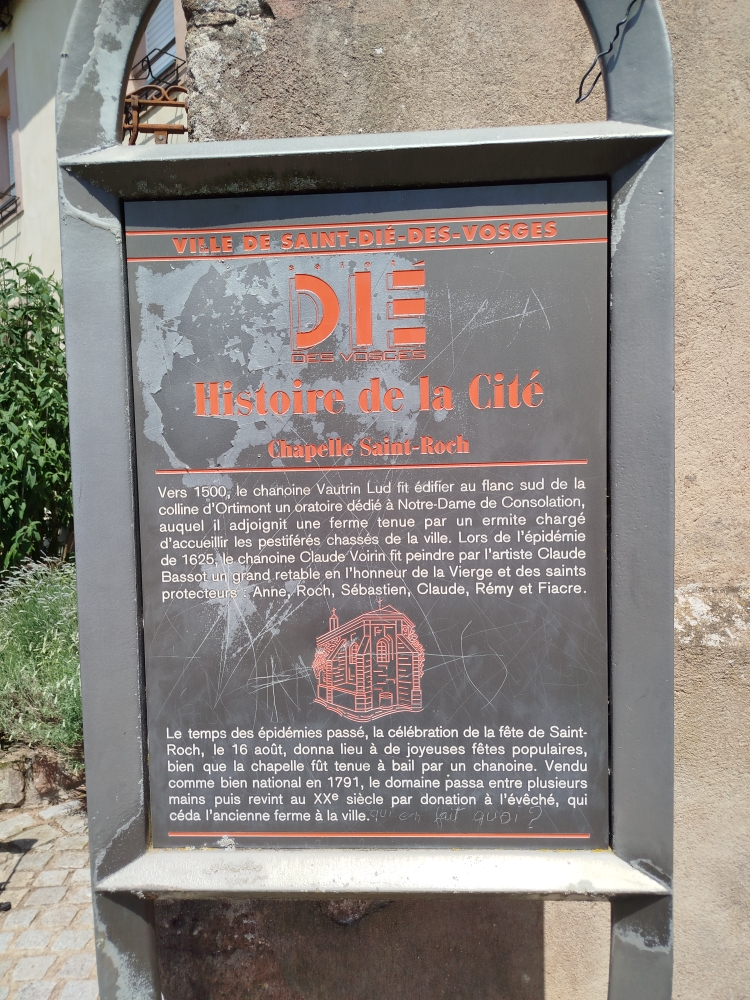 VILLE DE SAINT-DIÉ-DES-VOSGES
SAINT
DIE
DES VOSGES
Histoire de la Cité
Chapelle Saint-Roch
Vers 1500, le chanoine Vautrin Lud fit édifier au flanc sud de la
colline d'Ortimont un oratoire dédié à Notre-Dame de Consolation,
auquel il adjoignit une ferme tenue par un ermite chargé
d'accueillir les pestiférés chassés de la ville. Lors de l'épidémie
de 1625, le chanoine Claude Voirin fit peindre par l'artiste Claude
Bassot un grand retable en l'honneur de la Vierge et des saints
protecteurs : Anne, Roch, Sébastien, Claude, Rémy et Fiacre.
Le temps des épidémies passé, la célébration de la fête de Saint-
Roch, le 16 août, donna lieu à de joyeuses fêtes populaires,
bien que la chapelle fût tenue à bail par un chanoine. Vendu
comme bien national en 1791, le domaine passa entre plusieurs
mains puis revint au XXe siècle par donation à l'évêché, qui
céda l'ancienne ferme à la ville. qui en fait quoi ?